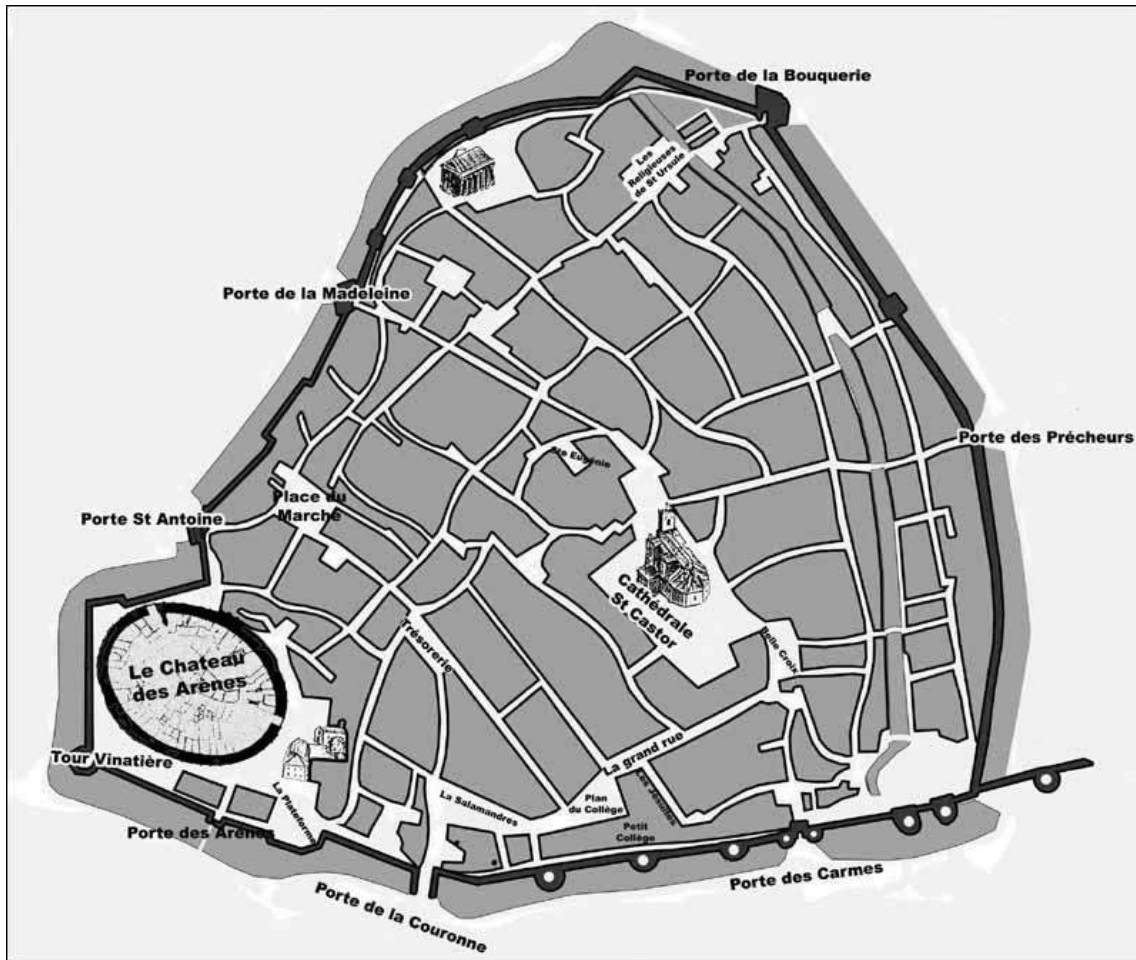 Porte de la Bouquerie
Les
Religieuses
de St Ursule
Porte de la Madeleine
Porte des Précheurs
Ste Eugénie
Place du
Marché
Porte St Antoine
Cathédrale
St Castor
Trésorerie
Belle Croix
Le Chateau
des Arènes
Tour Vinatière
La grand rue
La Plateforme
La Salamandres
Plan
du Collège
Les Jésuites
Petit
Collège
Porte des Arènes
Porte des Carmes
Porte de la Couronne